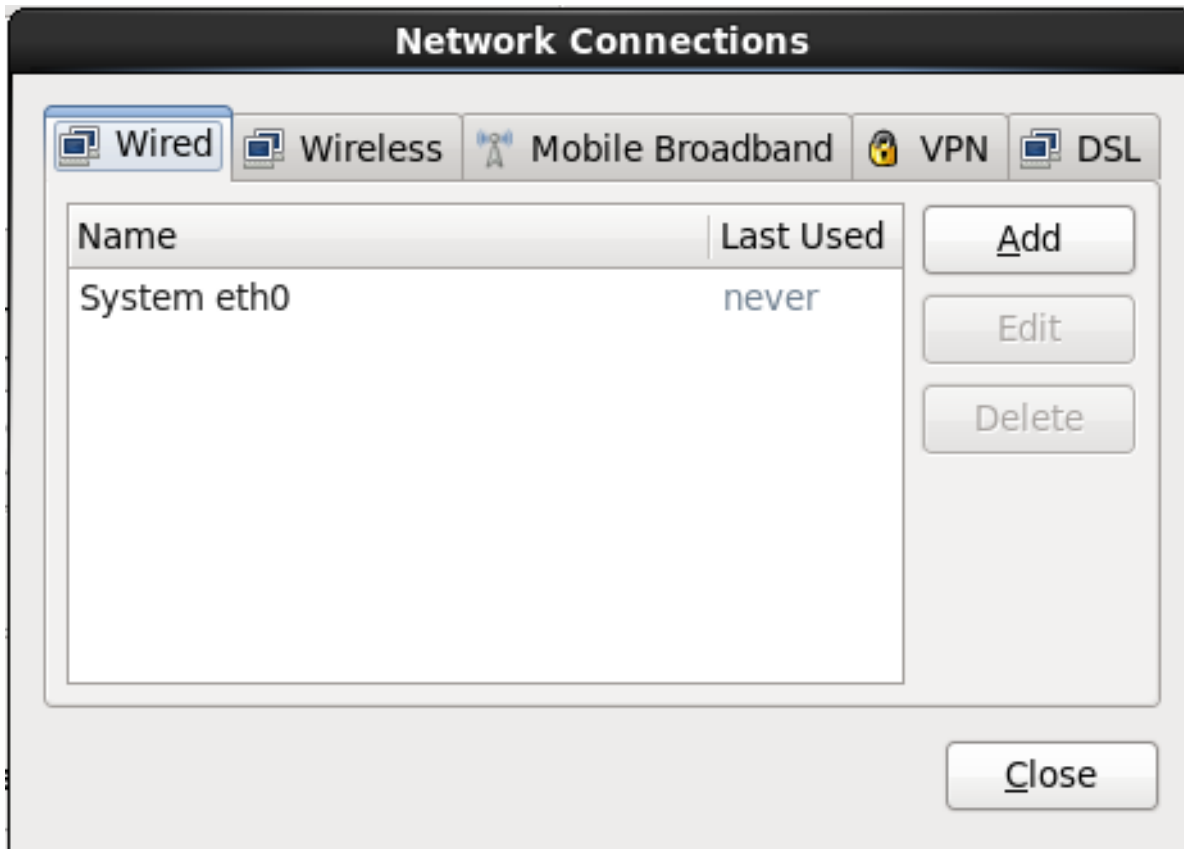 Network Connections
Wired Wireless Mobile Broadband VPN DSL
Name Last Used Add
System eth0 never
Edit
Delete
Close